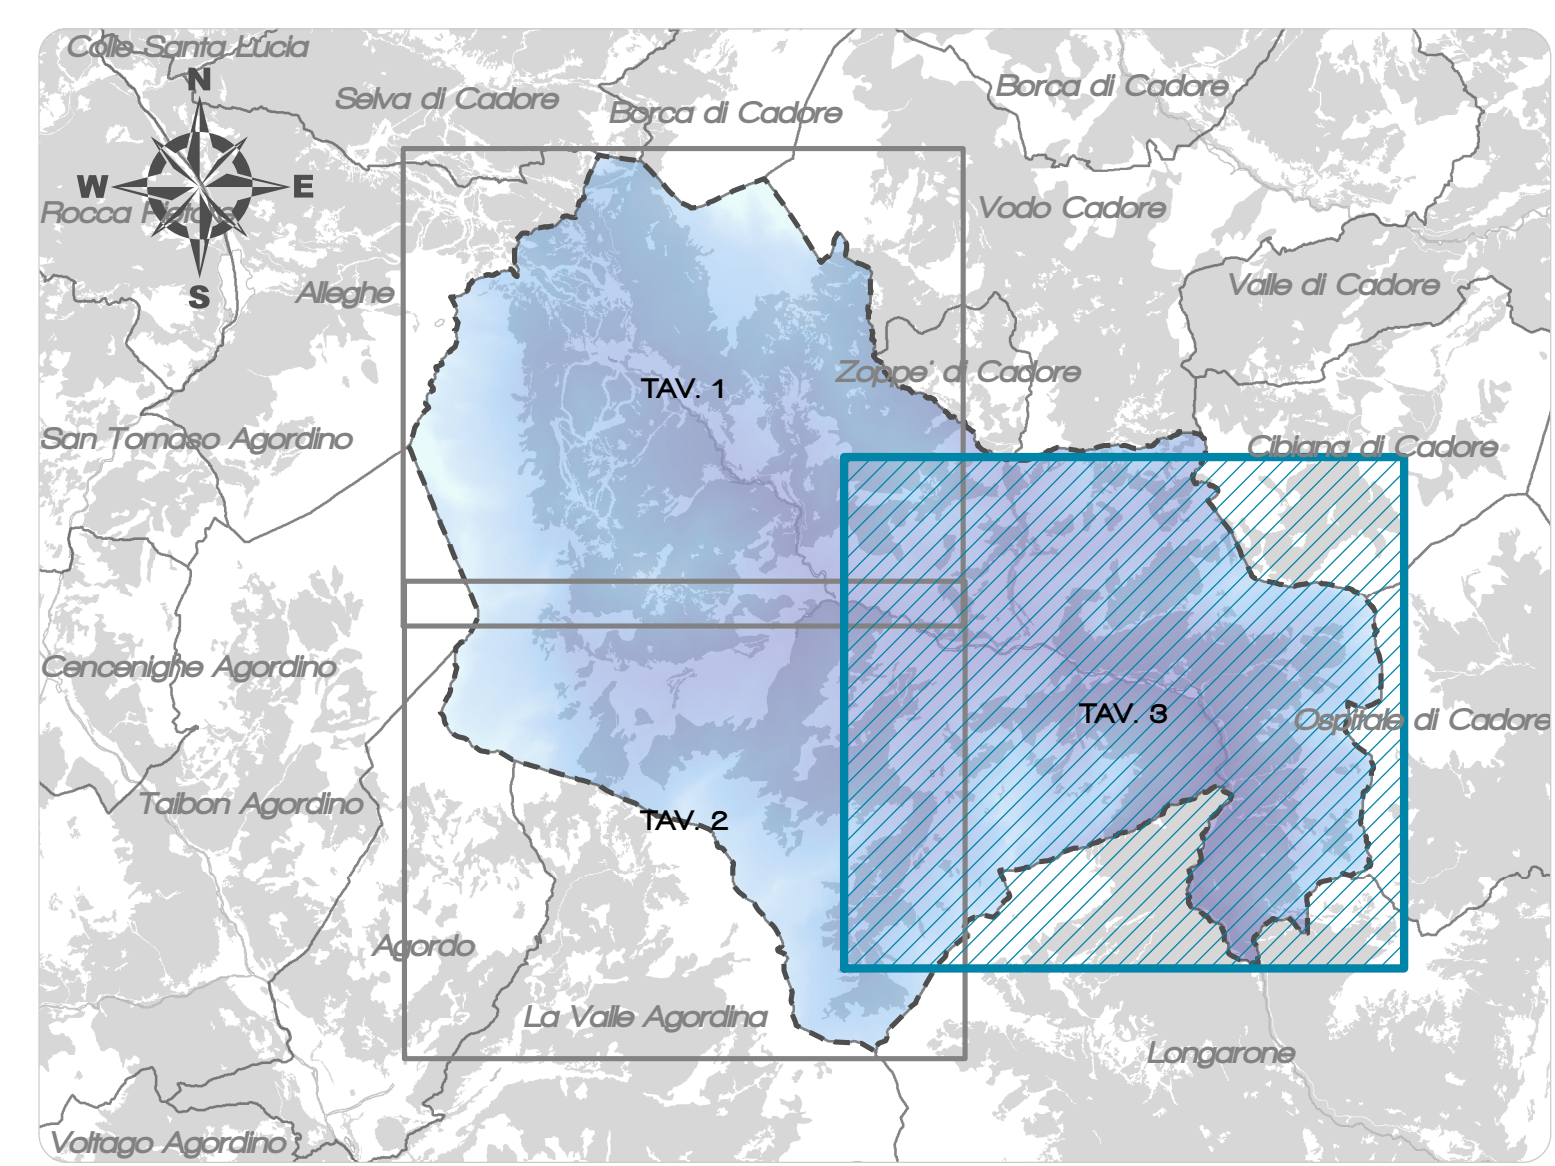 Colle Santa Lucia
N
Selva di Cadore
Borca di Cadore
Borca di Cadore
W
E
Rocca Pietore
Vodo Cadore
S
Alleghe
Valle di Cadore
Zoppe' di Cadore
TAV. 1
San Tomaso Agordino
Cibiana di Cadore
Cencenighe Agordino
TAV. 3
Ospitale di Cadore
Taibon Agordino
TAV. 2
Agordo
La Valle Agordina
Longarone
Voltago Agordino